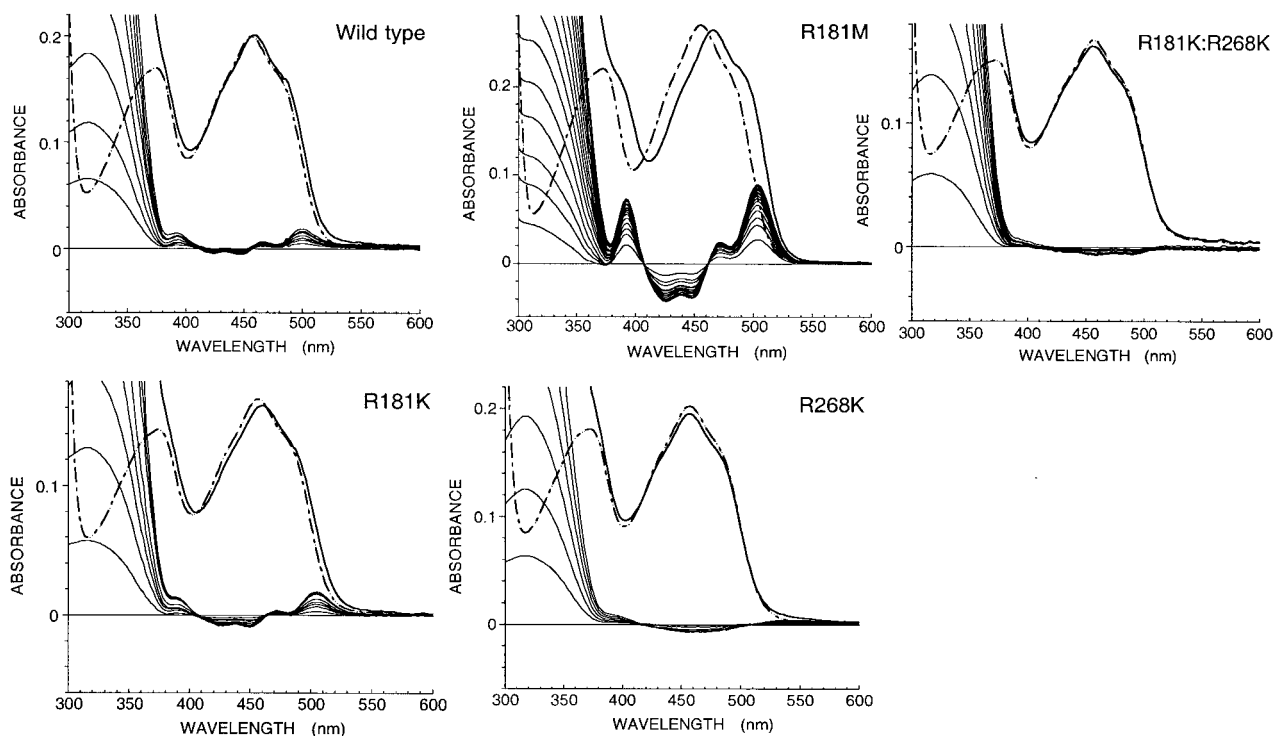 Wild type
0.2
0.1
0
ABSORBANCE
300 350 400 450 500 550 600
WAVELENGTH (nm)
R181M
0.2
0.1
0
ABSORBANCE
300 350 400 450 500 550 600
WAVELENGTH (nm)
R181K:R268K
0.1
0
ABSORBANCE
300 350 400 450 500 550 600
WAVELENGTH (nm)
R181K
0.1
0
ABSORBANCE
300 350 400 450 500 550 600
WAVELENGTH (nm)
R268K
0.2
0.1
0
ABSORBANCE
300 350 400 450 500 550 600
WAVELENGTH (nm)